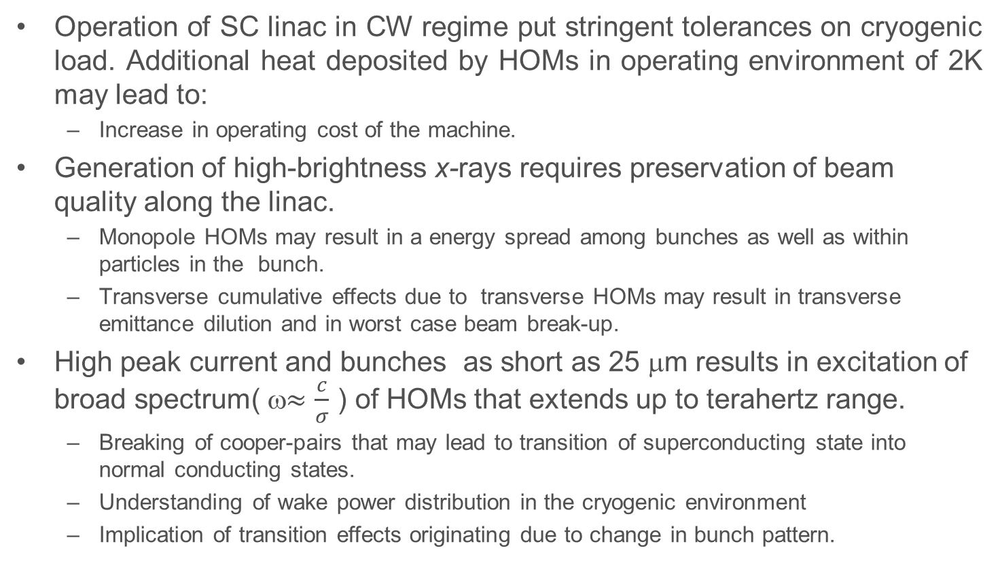 • Operation of SC linac in CW regime put stringent tolerances on cryogenic
load. Additional heat deposited by HOMs in operating environment of 2K
may lead to:
– Increase in operating cost of the machine.
• Generation of high-brightness x-rays requires preservation of beam
quality along the linac.
– Monopole HOMs may result in a energy spread among bunches as well as within
particles in the bunch.
– Transverse cumulative effects due to transverse HOMs may result in transverse
emittance dilution and in worst case beam break-up.
• High peak current and bunches as short as 25 μm results in excitation of
broad spectrum( ω≈ c/σ ) of HOMs that extends up to terahertz range.
– Breaking of cooper-pairs that may lead to transition of superconducting state into
normal conducting states.
– Understanding of wake power distribution in the cryogenic environment
– Implication of transition effects originating due to change in bunch pattern.